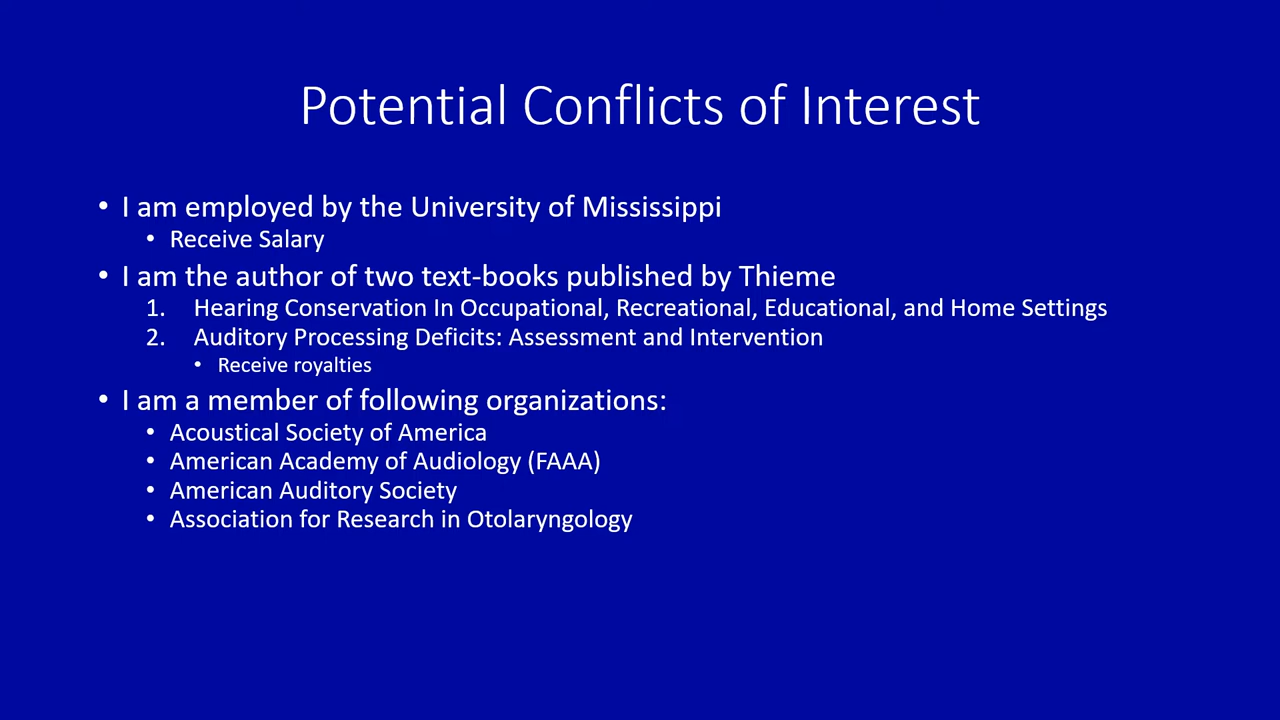 Potential Conflicts of Interest
• I am employed by the University of Mississippi
• Receive Salary
• I am the author of two text-books published by Thieme
1. Hearing Conservation In Occupational, Recreational, Educational, and Home Settings
2. Auditory Processing Deficits: Assessment and Intervention
• Receive royalties
• I am a member of following organizations:
• Acoustical Society of America
• American Academy of Audiology (FAAA)
• American Auditory Society
• Association for Research in Otolaryngology